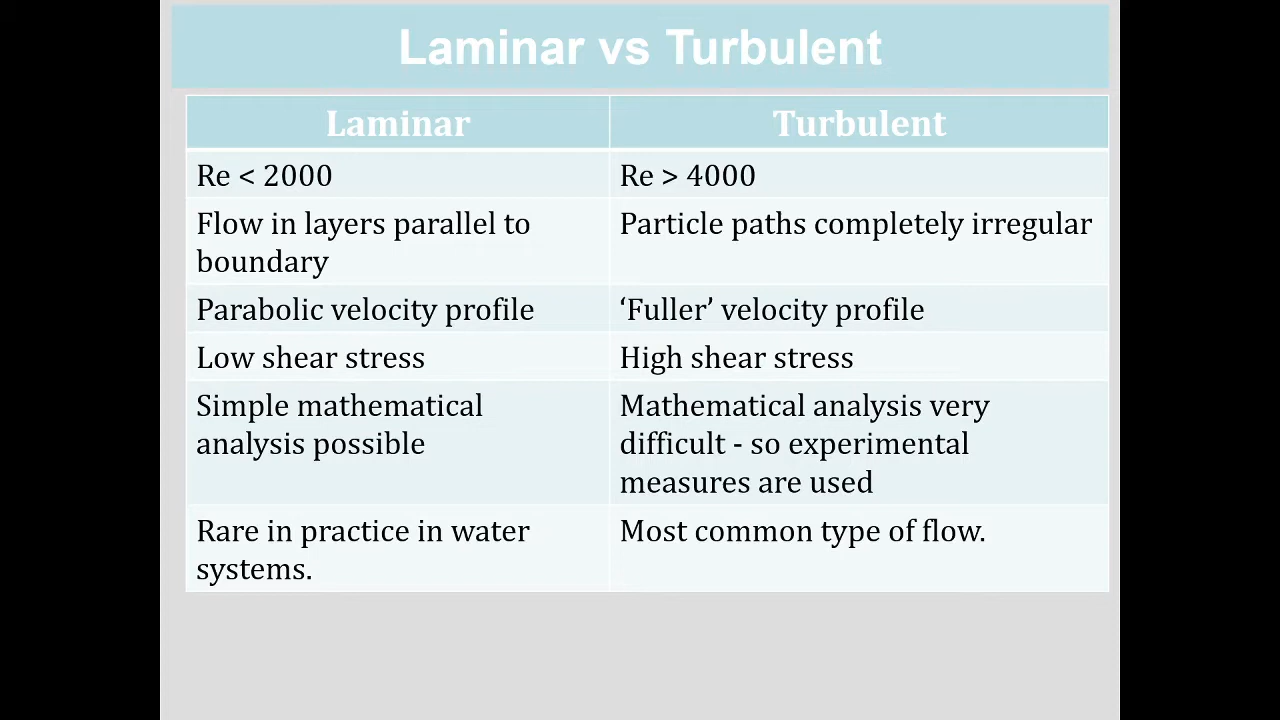 Laminar vs Turbulent
Laminar
Turbulent
Re < 2000
Re > 4000
Flow in layers parallel to
boundary
Particle paths completely irregular
Parabolic velocity profile
‘Fuller’ velocity profile
Low shear stress
High shear stress
Simple mathematical
analysis possible
Mathematical analysis very
difficult - so experimental
measures are used
Rare in practice in water
systems.
Most common type of flow.